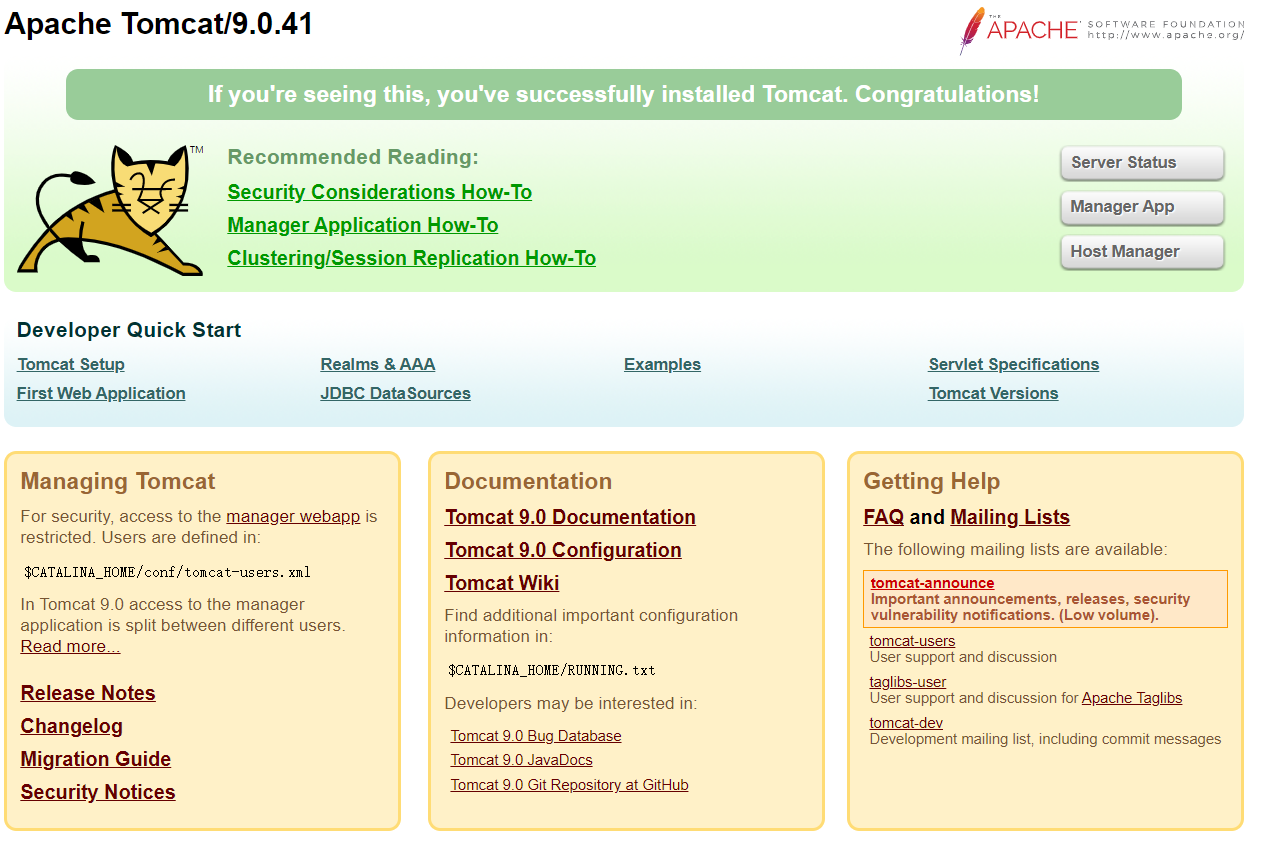 Apache Tomcat/9.0.41
THE
APACHE
SOFTWARE FOUNDATION
http://www.apache.org/
If you're seeing this, you've successfully installed Tomcat. Congratulations!
TM
Recommended Reading:
Security Considerations How-To
Manager Application How-To
Clustering/Session Replication How-To
Server Status
Manager App
Host Manager
Developer Quick Start
Tomcat Setup
First Web Application
Realms & AAA
JDBC DataSources
Examples
Servlet Specifications
Tomcat Versions
Managing Tomcat
For security, access to the manager webapp is
restricted. Users are defined in:
$CATALINA_HOME/conf/tomcat-users.xml
In Tomcat 9.0 access to the manager
application is split between different users.
Read more...
Release Notes
Changelog
Migration Guide
Security Notices
Documentation
Tomcat 9.0 Documentation
Tomcat 9.0 Configuration
Tomcat Wiki
Find additional important configuration
information in:
$CATALINA_HOME/RUNNING.txt
Developers may be interested in:
Tomcat 9.0 Bug Database
Tomcat 9.0 JavaDocs
Tomcat 9.0 Git Repository at GitHub
Getting Help
FAQ and Mailing Lists
The following mailing lists are available:
tomcat-announce
Important announcements, releases, security
vulnerability notifications. (Low volume).
tomcat-users
User support and discussion
taglibs-user
User support and discussion for Apache Taglibs
tomcat-dev
Development mailing list, including commit messages